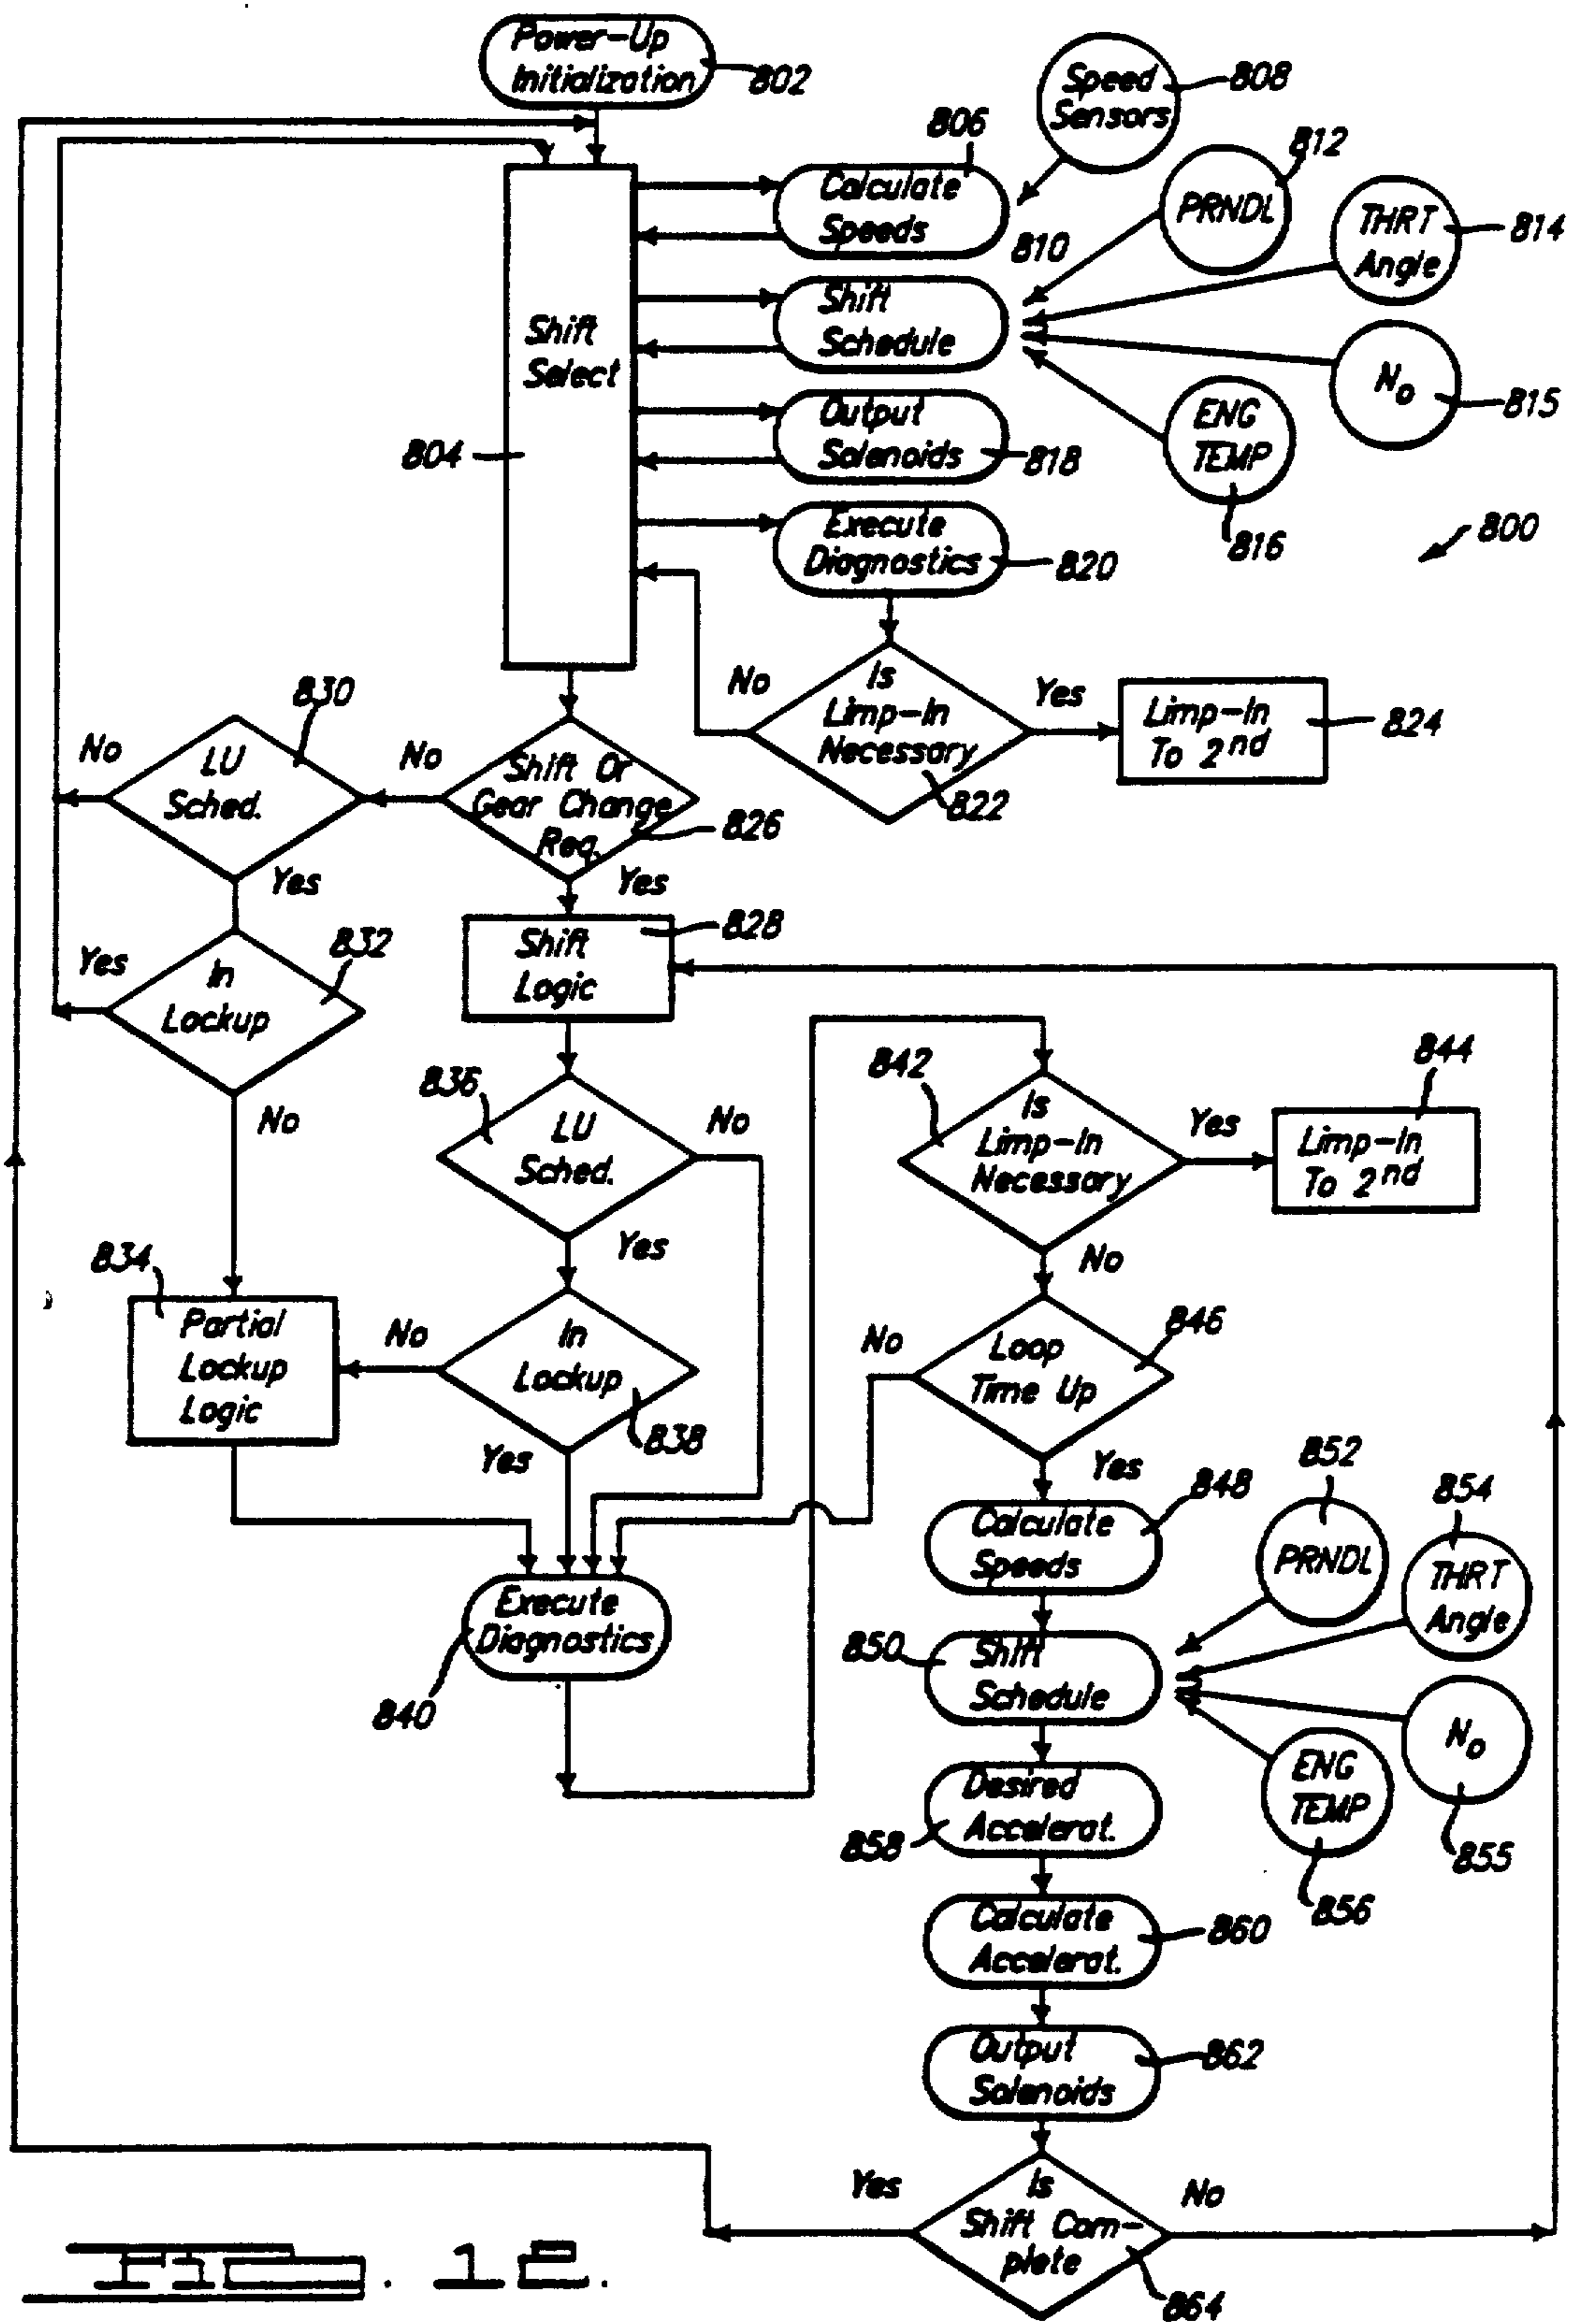 Power-Up
Initialization
802
Speed
Sensors
808
806
Calculate
Speeds
810
812
PRNDL
THRT
Angle
814
Shift
Select
804
Shift
Schedule
No
815
ENG
TEMP
816
Output
Solenoids
818
800
Execute
Diagnostics
820
Is
Limp-In
Necessary
822
No
Yes
Limp-In
To 2nd
824
830
LU
Sched.
No
Yes
No
Shift Or
Gear Change
Req.
826
Yes
832
In
Lockup
Yes
No
Shift
Logic
828
836
LU
Sched.
No
Yes
842
Is
Limp-In
Necessary
Yes
No
844
Limp-In
To 2nd
834
Partial
Lockup
Logic
No
In
Lockup
838
Yes
No
Loop
Time Up
846
Yes
Calculate
Speeds
848
852
PRNDL
854
THRT
Angle
Execute
Diagnostics
840
850
Shift
Schedule
No
855
ENG
TEMP
856
Desired
Accelerat.
858
Calculate
Accelerat.
860
Output
Solenoids
862
Yes
Is
Shift Com-
plete
No
864